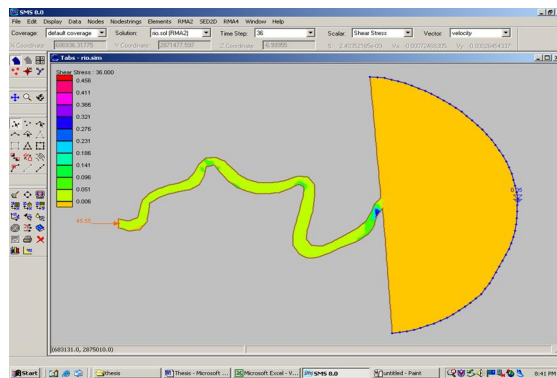 SMS 8.0
File Edit Display Data Nodes Nodestrings Elements RMA2 SED2D RMA4 Window Help
Coverage: default coverage Solution: rio.sol (RMA2) Time Step: 36 Scalar: Shear Stress Vector: velocity
X Coordinate: Y Coordinate: Z Coordinate:
Tabs - rio.sim
Shear Stress : 36.000
0.456
0.411
0.366
0.321
0.276
0.231
0.186
0.141
0.096
0.051
0.006
(683131.0, 2875010.0)
Start thesis Thesis - Microsoft ... Microsoft Excel - V... SMS 8.0 untitled - Paint 8:41 PM